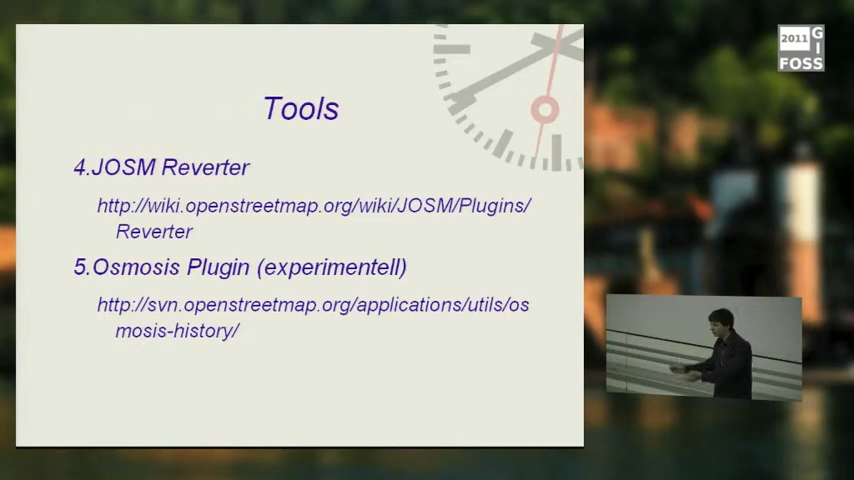 Tools
4.JOSM Reverter
http://wiki.openstreetmap.org/wiki/JOSM/Plugins/
Reverter
5.Osmosis Plugin (experimentell)
http://svn.openstreetmap.org/applications/utils/os
mosis-history/
2011 G
I
FOSS